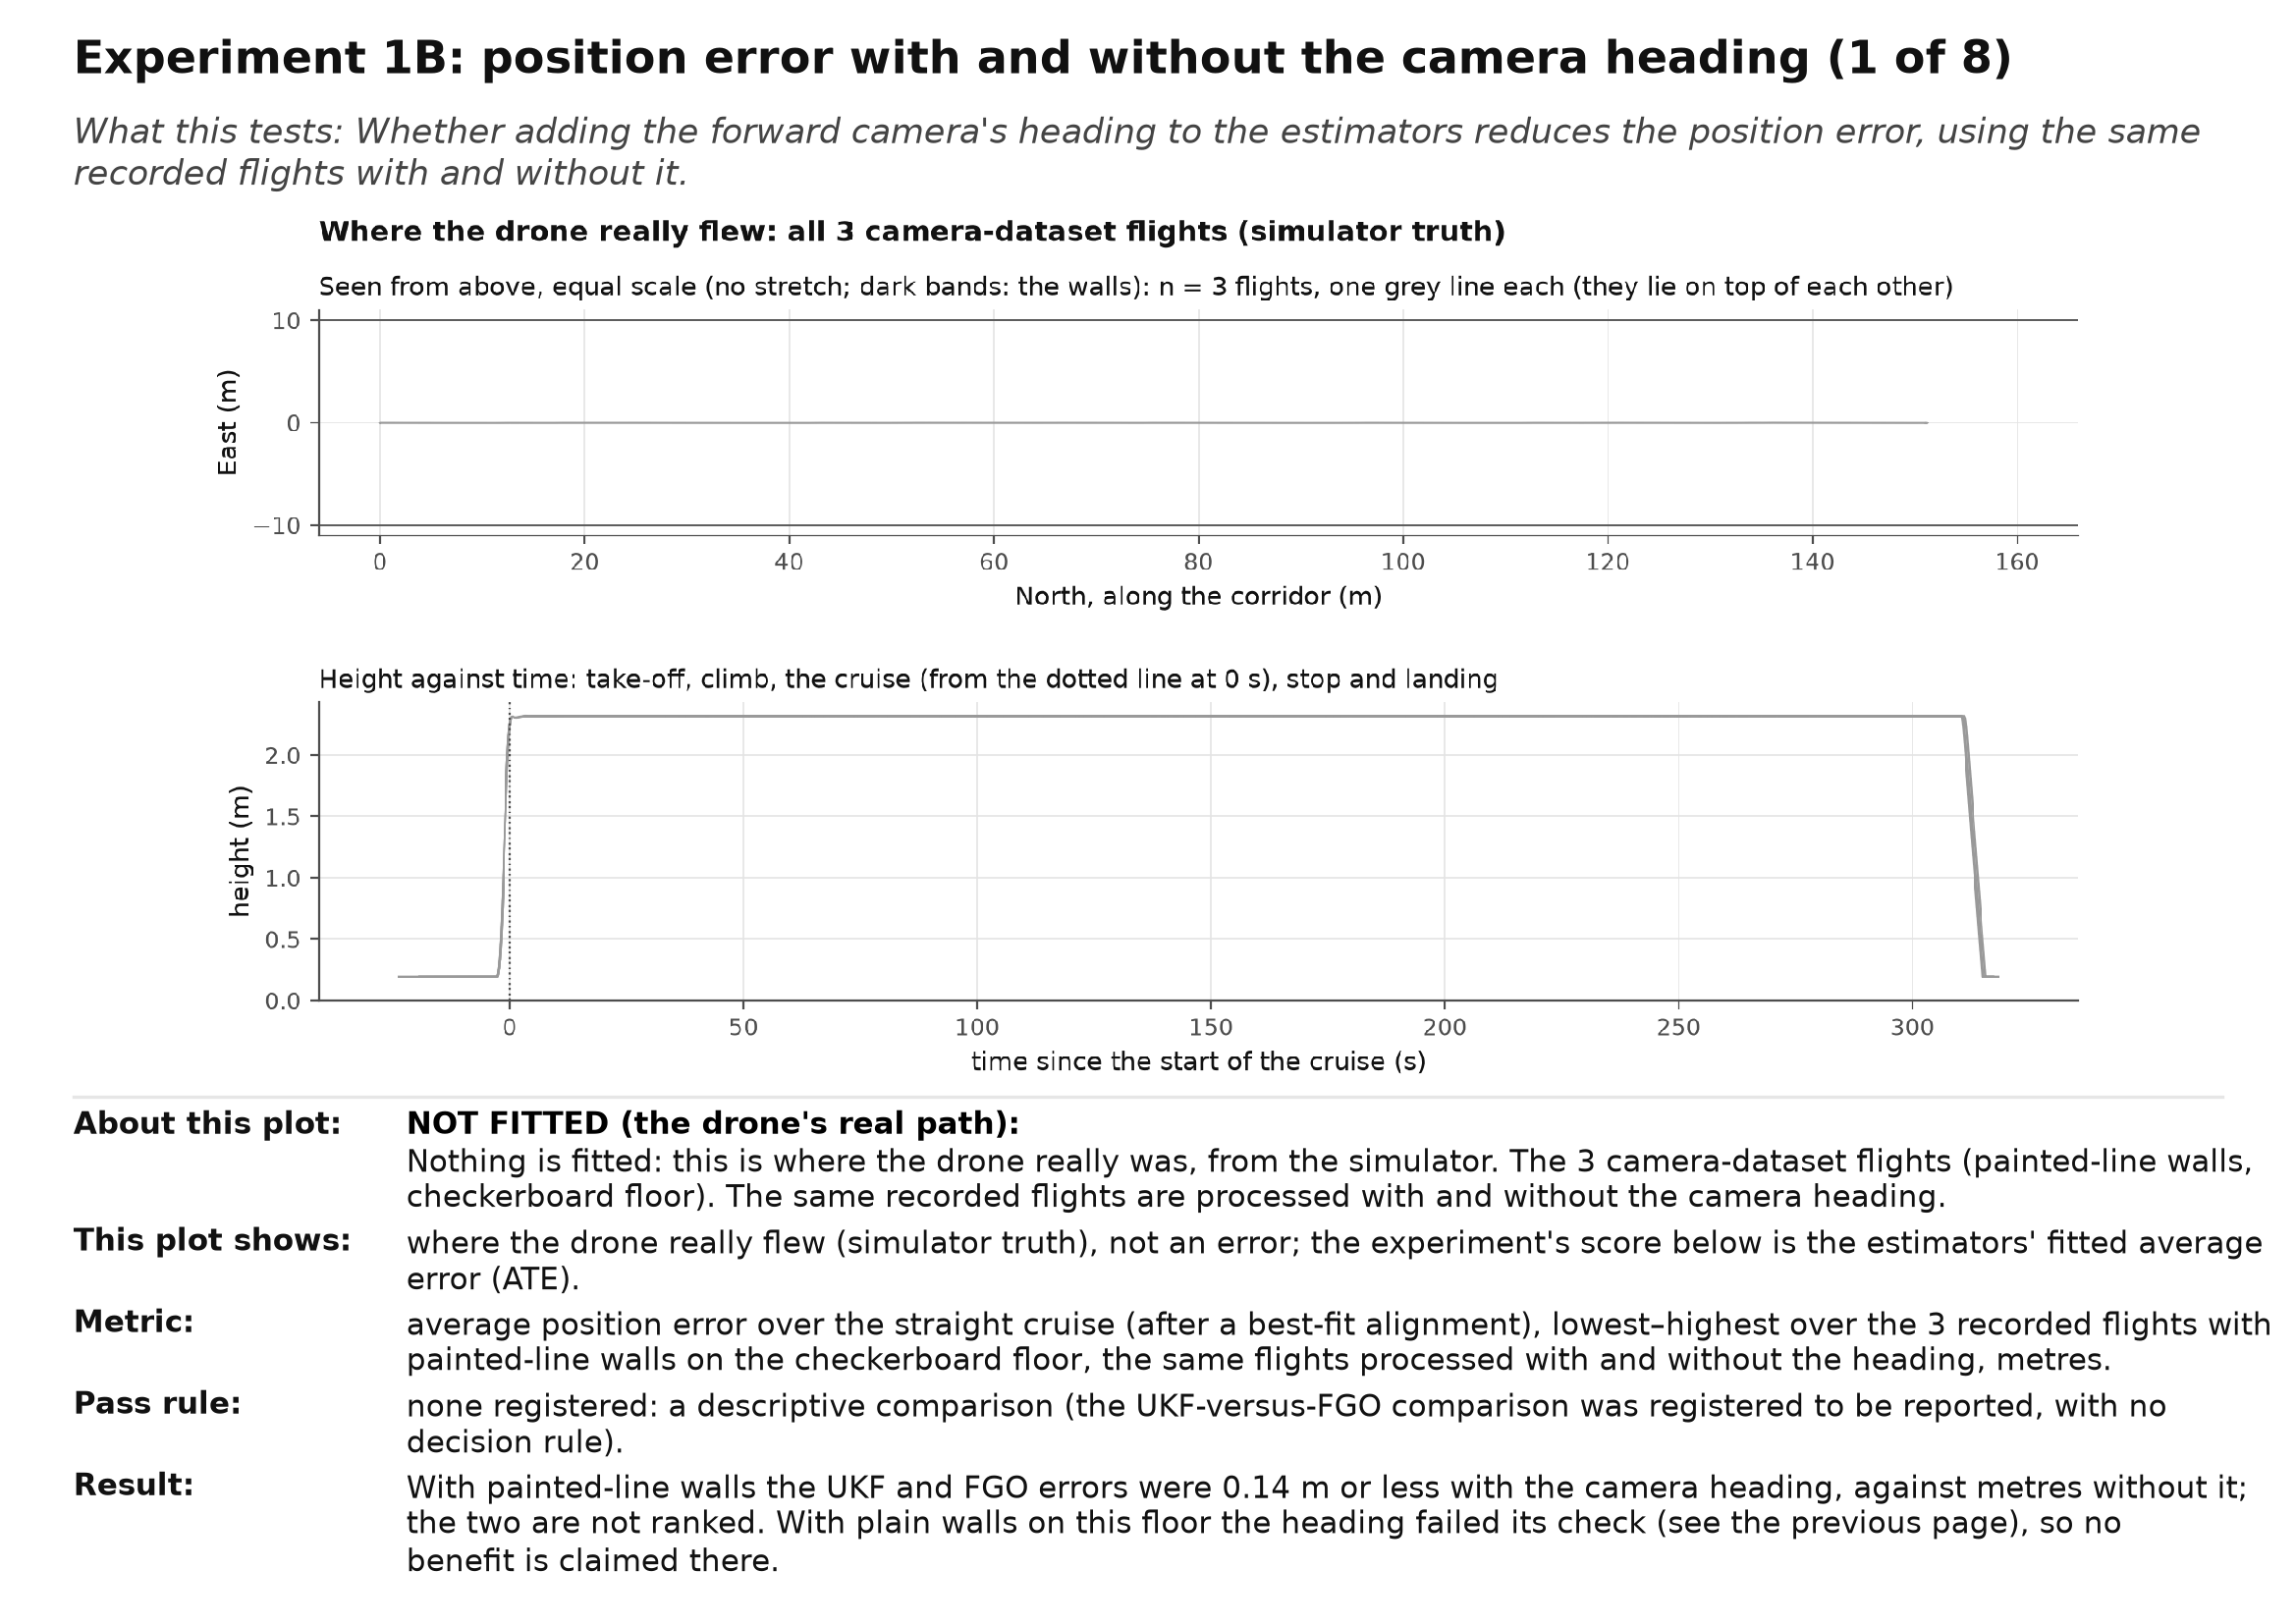 Experiment 1B: position error with and without the camera heading (1 of 8)
What this tests: Whether adding the forward camera's heading to the estimators reduces the position error, using the same
recorded flights with and without it.
Where the drone really flew: all 3 camera-dataset flights (simulator truth)
Seen from above, equal scale (no stretch; dark bands: the walls): n = 3 flights, one grey line each (they lie on top of each other)
10
0
−10
East (m)
0 20 40 60 80 100 120 140 160
North, along the corridor (m)
Height against time: take-off, climb, the cruise (from the dotted line at 0 s), stop and landing
2.0
1.5
1.0
0.5
0.0
height (m)
0 50 100 150 200 250 300
time since the start of the cruise (s)
About this plot: NOT FITTED (the drone's real path):
Nothing is fitted: this is where the drone really was, from the simulator. The 3 camera-dataset flights (painted-line walls,
checkerboard floor). The same recorded flights are processed with and without the camera heading.
This plot shows: where the drone really flew (simulator truth), not an error; the experiment's score below is the estimators' fitted average
error (ATE).
Metric: average position error over the straight cruise (after a best-fit alignment), lowest–highest over the 3 recorded flights with
painted-line walls on the checkerboard floor, the same flights processed with and without the heading, metres.
Pass rule: none registered: a descriptive comparison (the UKF-versus-FGO comparison was registered to be reported, with no
decision rule).
Result: With painted-line walls the UKF and FGO errors were 0.14 m or less with the camera heading, against metres without it;
the two are not ranked. With plain walls on this floor the heading failed its check (see the previous page), so no
benefit is claimed there.